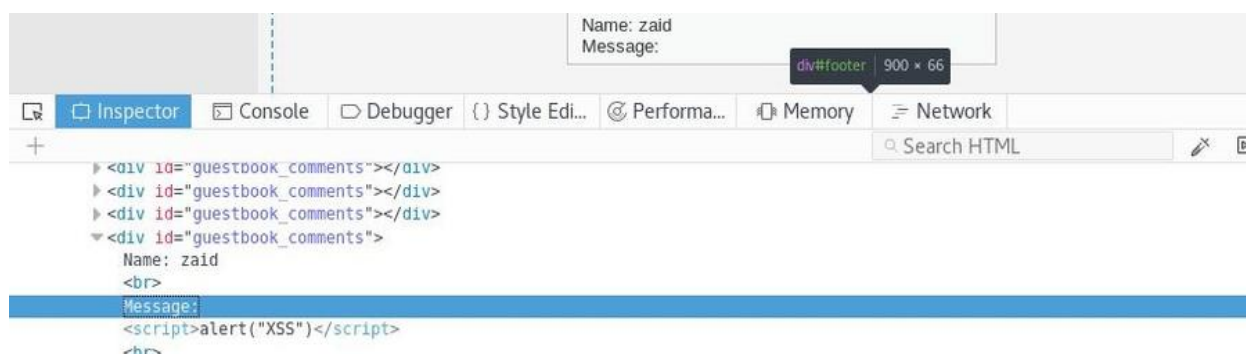 Name: zaid
Message:
div#footer 900 × 66
Inspector Console Debugger {} Style Edi... Performa... Memory Network
+ Search HTML
<div id="guestbook_comments"></div>
<div id="guestbook_comments"></div>
<div id="guestbook_comments"></div>
<div id="guestbook_comments">
Name: zaid
<br>
Message:
<script>alert("XSS")</script>
<br>